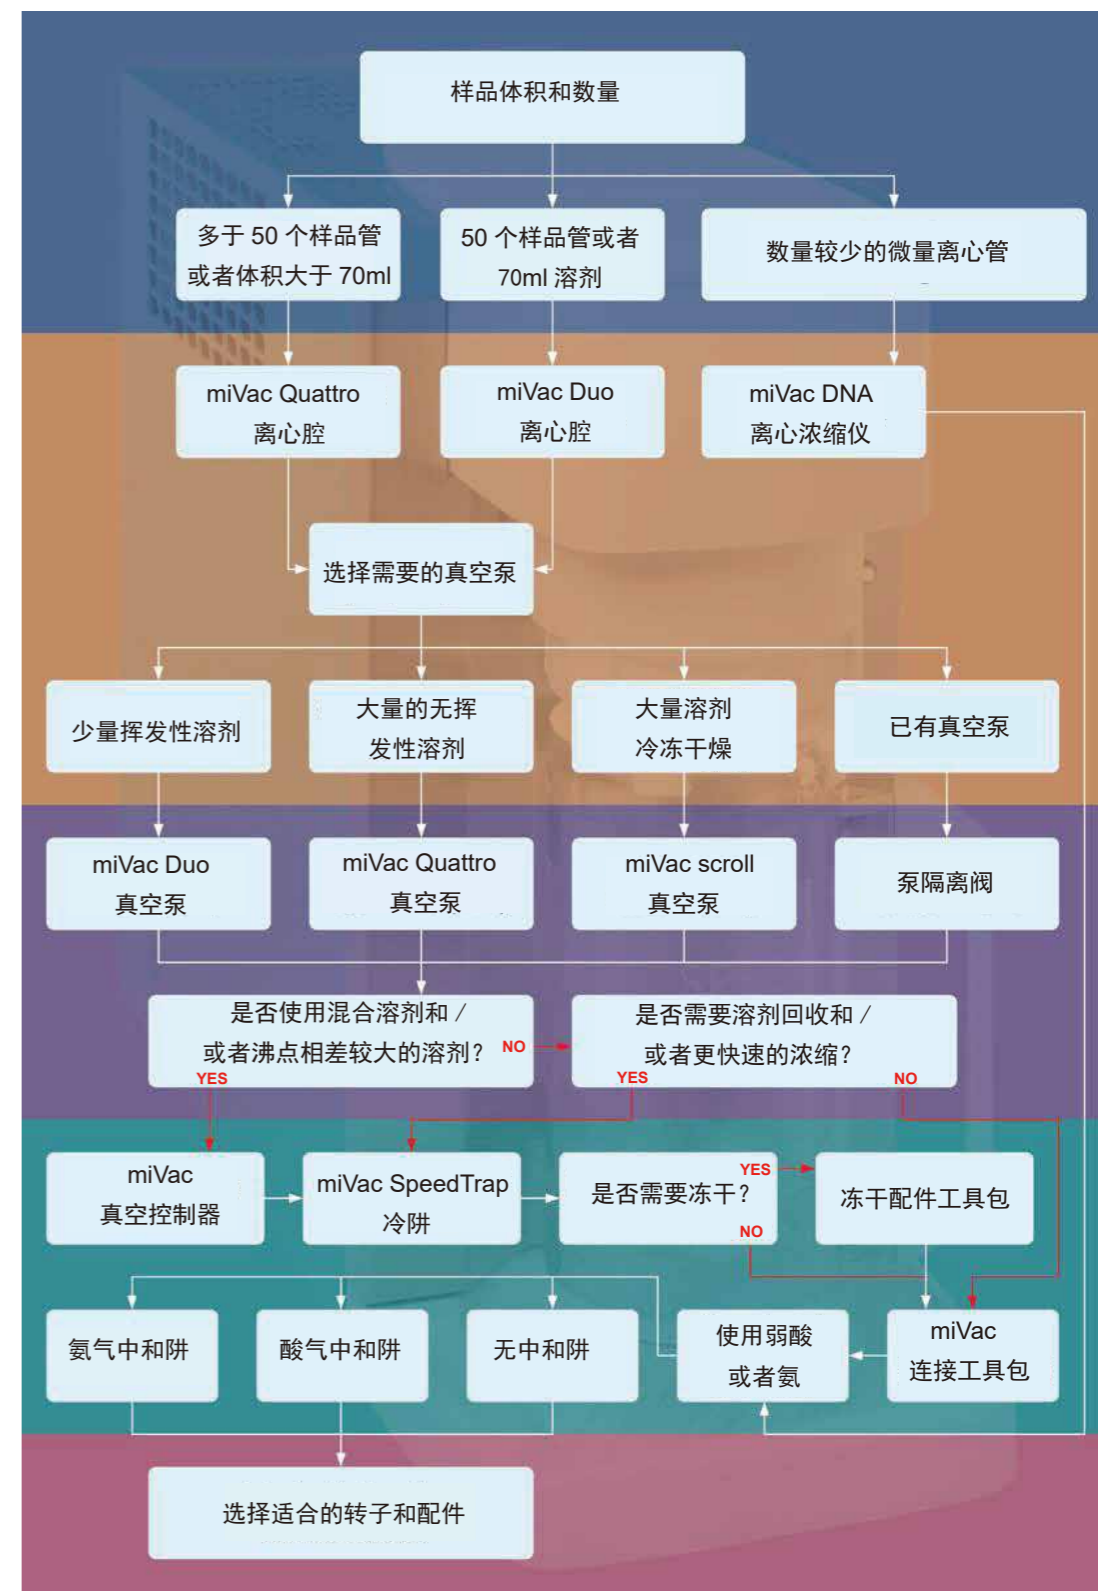 样品体积和数量
多于 50 个样品管
或者体积大于 70ml
50 个样品管或者
70ml 溶剂
数量较少的微量离心管
miVac Quattro
离心腔
miVac Duo
离心腔
miVac DNA
离心浓缩仪
选择需要的真空泵
少量挥发性溶剂
大量的无挥
发性溶剂
大量溶剂
冷冻干燥
已有真空泵
miVac Duo
真空泵
miVac Quattro
真空泵
miVac scroll
真空泵
泵隔离阀
是否使用混合溶剂和 /
或者沸点相差较大的溶剂？
NO
YES
是否需要溶剂回收和 /
或者更快速的浓缩？
YES
NO
miVac
真空控制器
miVac SpeedTrap
冷阱
是否需要冻干？
YES
NO
冻干配件工具包
氨气中和阱
酸气中和阱
无中和阱
使用弱酸
或者氨
miVac
连接工具包
选择适合的转子和配件